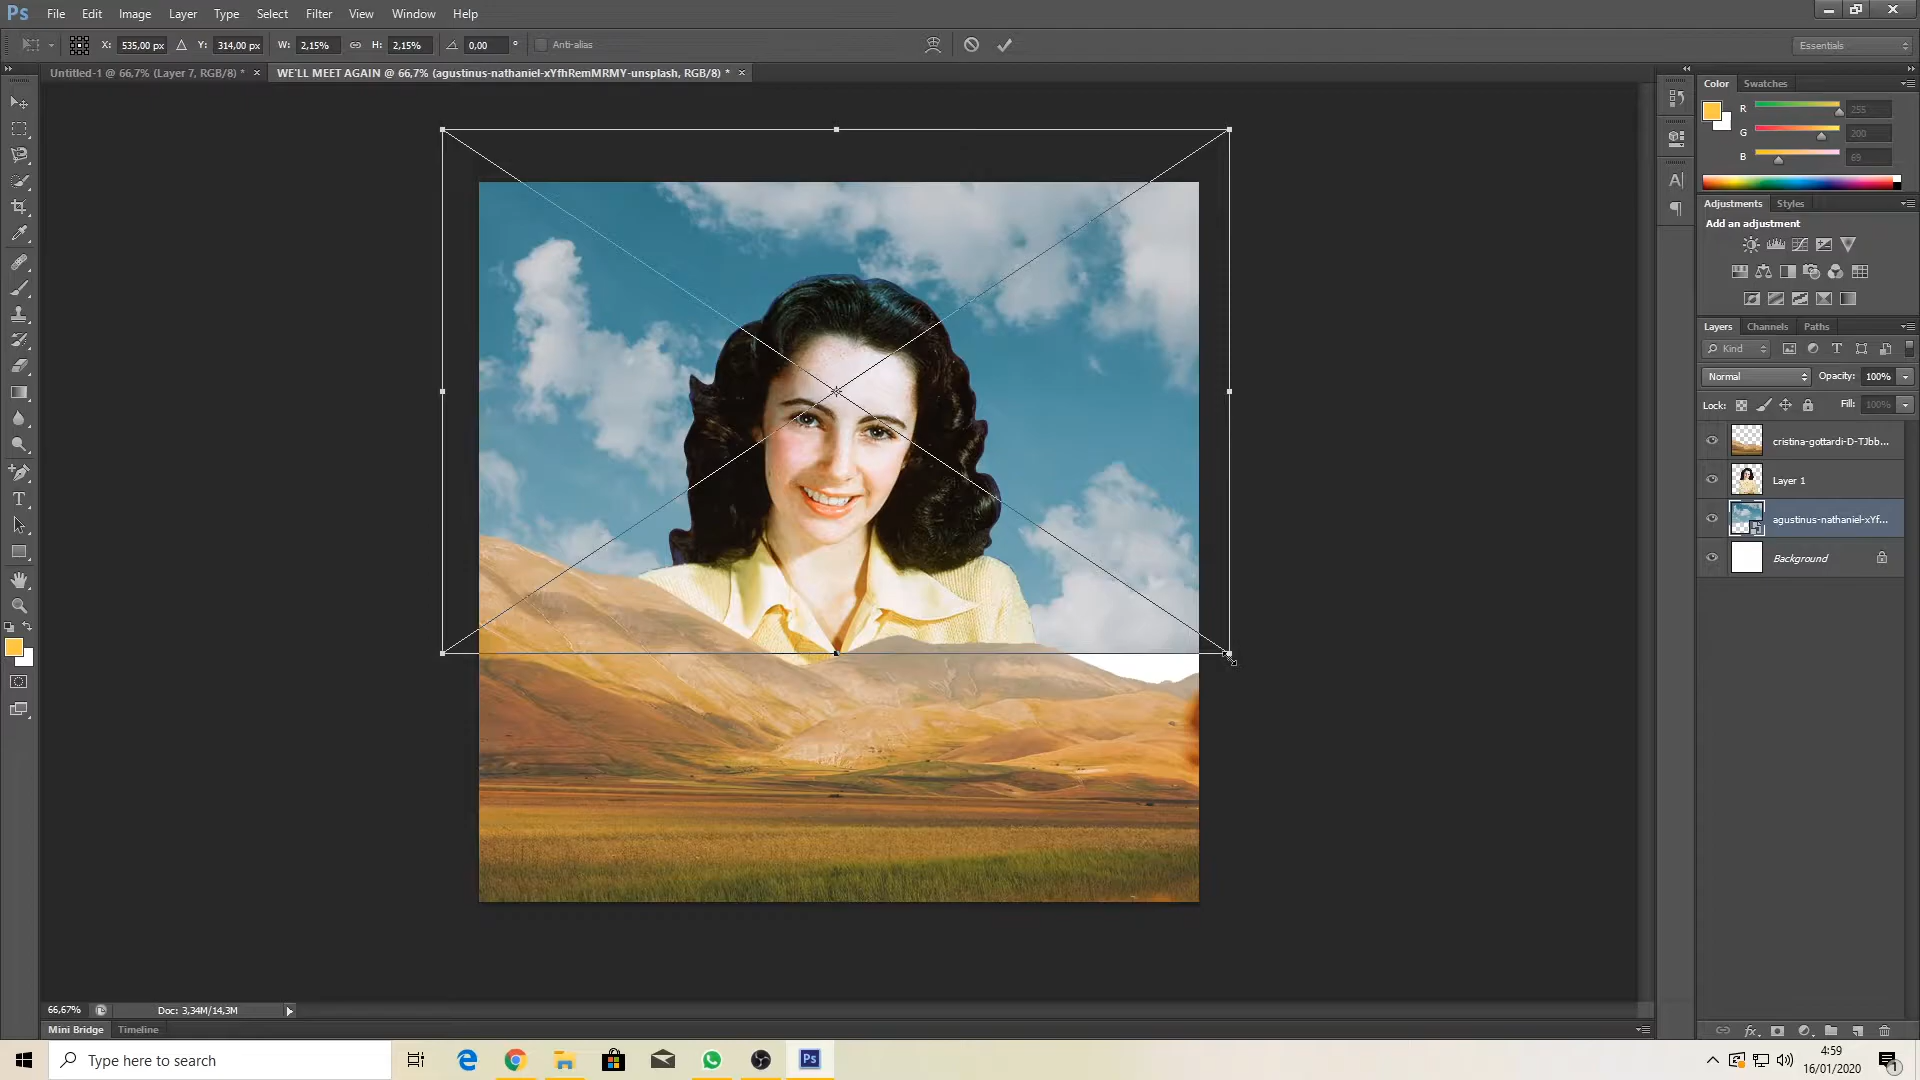 Ps File Edit Image Layer Type Select Filter View Window Help
X: 535,00 px Y: 314,00 px W: 2,15% H: 2,15% 0,00 ° Anti-alias Essentials
Untitled-1 @ 66,7% (Layer 7, RGB/8) * × WE'LL MEET AGAIN @ 66,7% (agustinus-nathaniel-xYfhRemMRMY-unsplash, RGB/8) * ×
Color Swatches
R 255
G 200
B 69
Adjustments Styles
Add an adjustment
Layers Channels Paths
Kind
Normal Opacity: 100%
Lock: Fill: 100%
cristina-gottardi-D-TJbb...
Layer 1
agustinus-nathaniel-xYf...
Background
66,67% Doc: 3,34M/14,3M
Mini Bridge Timeline
Type here to search
Ps
4:59
16/01/2020
1